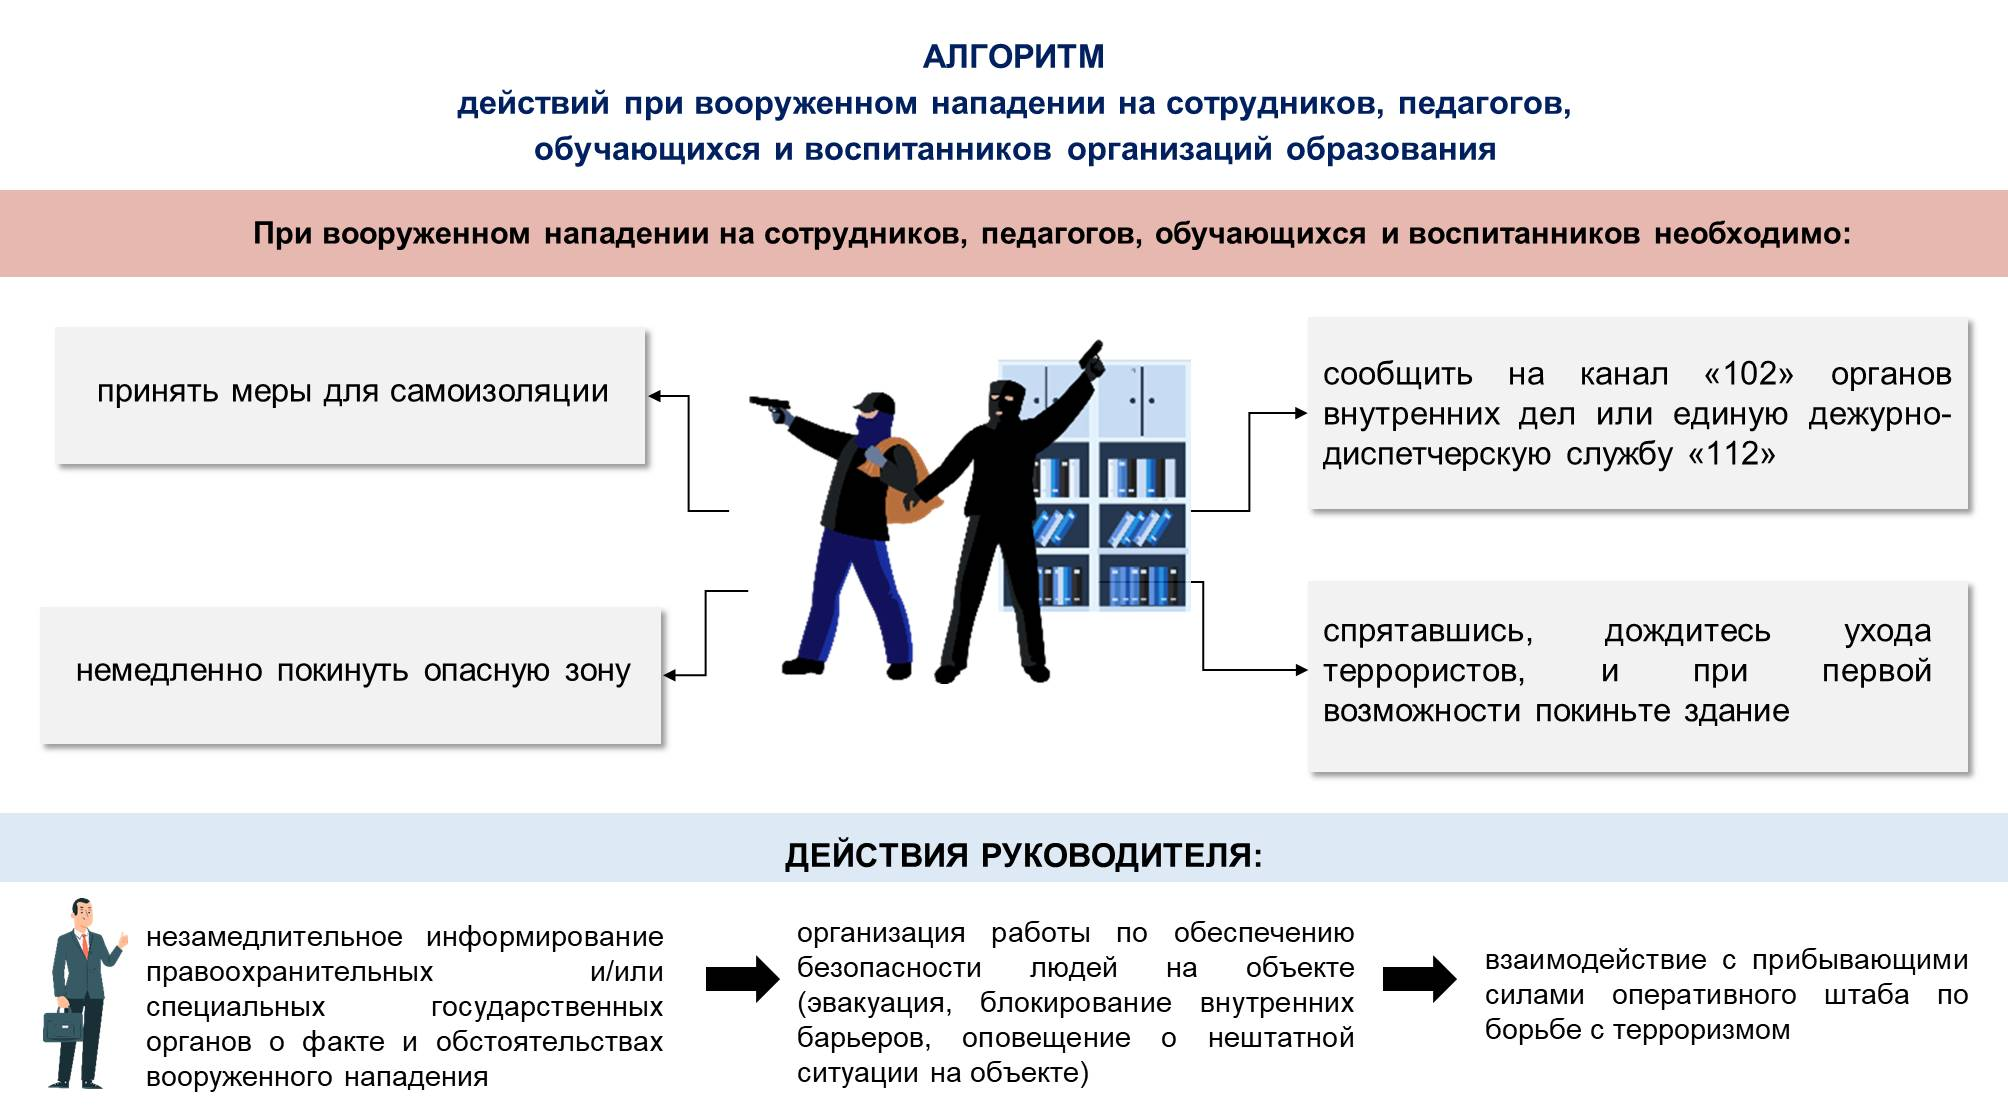 АЛГОРИТМ
действий при вооруженном нападении на сотрудников, педагогов,
обучающихся и воспитанников организаций образования
При вооруженном нападении на сотрудников, педагогов, обучающихся и воспитанников необходимо:
принять меры для самоизоляции
сообщить на канал «102» органов
внутренних дел или единую дежурно-
диспетчерскую службу «112»
немедленно покинуть опасную зону
спрятавшись, дождитесь ухода
террористов, и при первой
возможности покиньте здание
ДЕЙСТВИЯ РУКОВОДИТЕЛЯ:
незамедлительное информирование
правоохранительных и/или
специальных государственных
органов о факте и обстоятельствах
вооруженного нападения
организация работы по обеспечению
безопасности людей на объекте
(эвакуация, блокирование внутренних
барьеров, оповещение о нештатной
ситуации на объекте)
взаимодействие с прибывающими
силами оперативного штаба по
борьбе с терроризмом